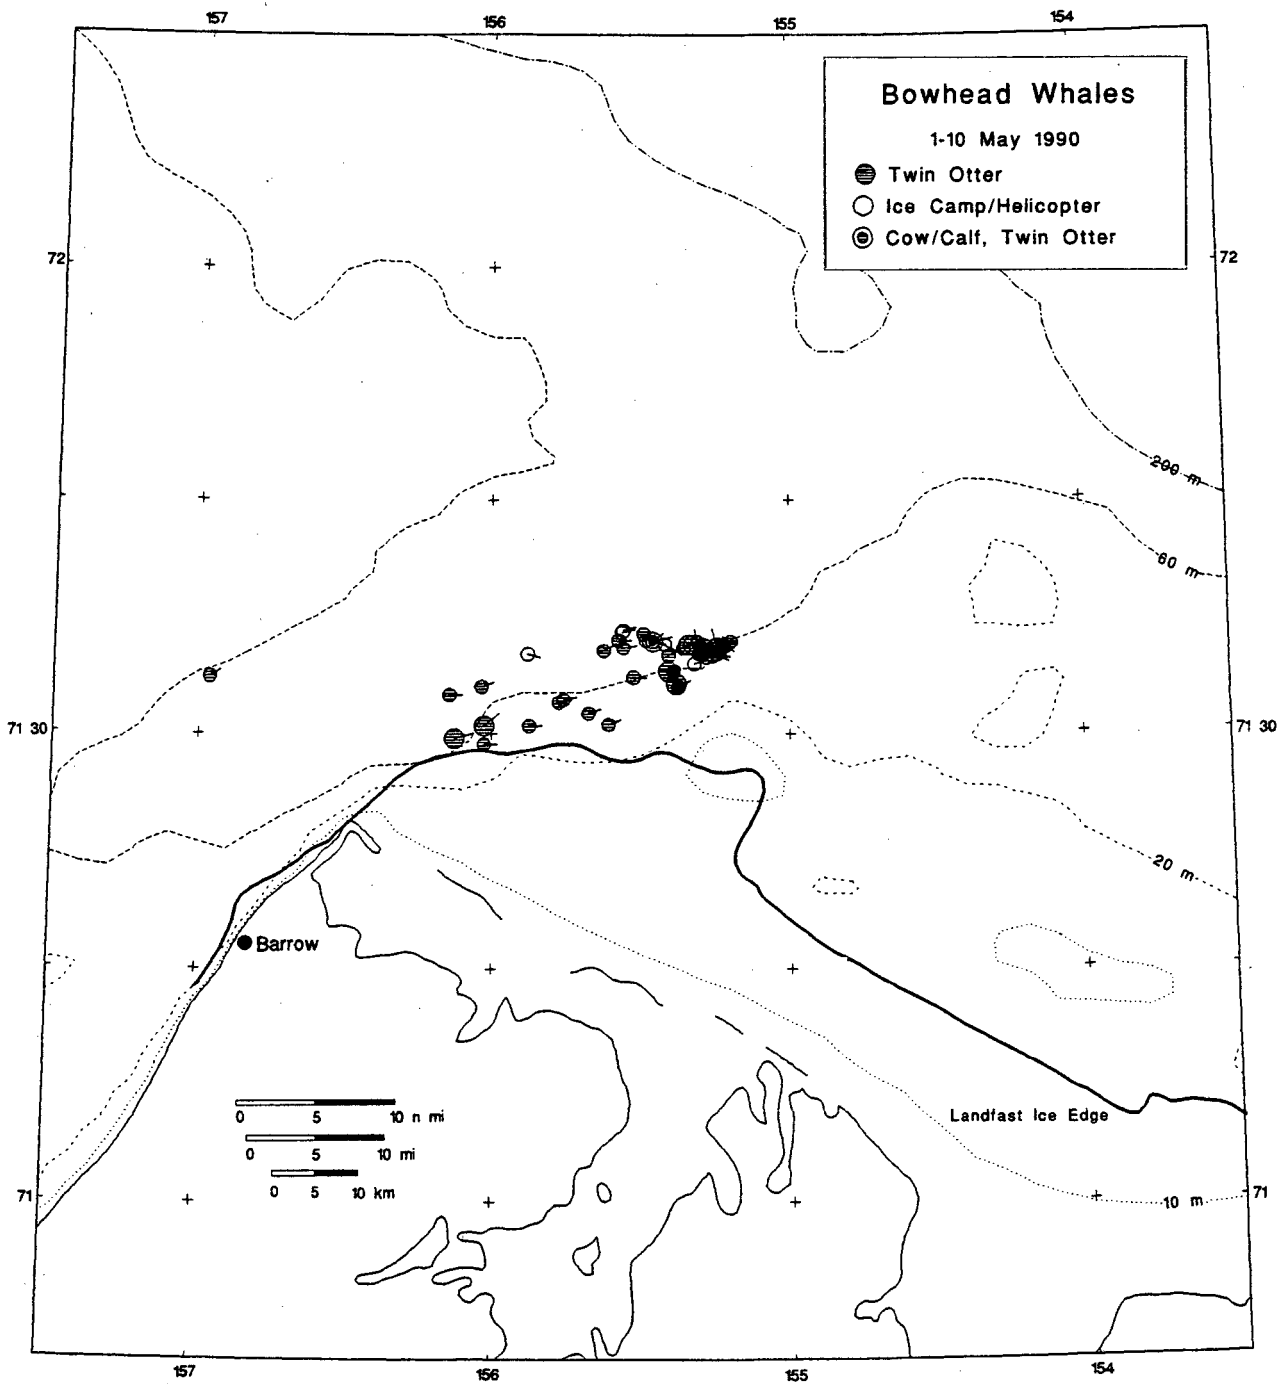 157 156 155 154
Bowhead Whales
1-10 May 1990
Twin Otter
Ice Camp/Helicopter
Cow/Calf, Twin Otter
72 72
200 m
60 m
71 30 71 30
20 m
Barrow
0 5 10 n mi
Landfast Ice Edge
0 5 10 mi
0 5 10 km
71 71
10 m
157 156 155 154